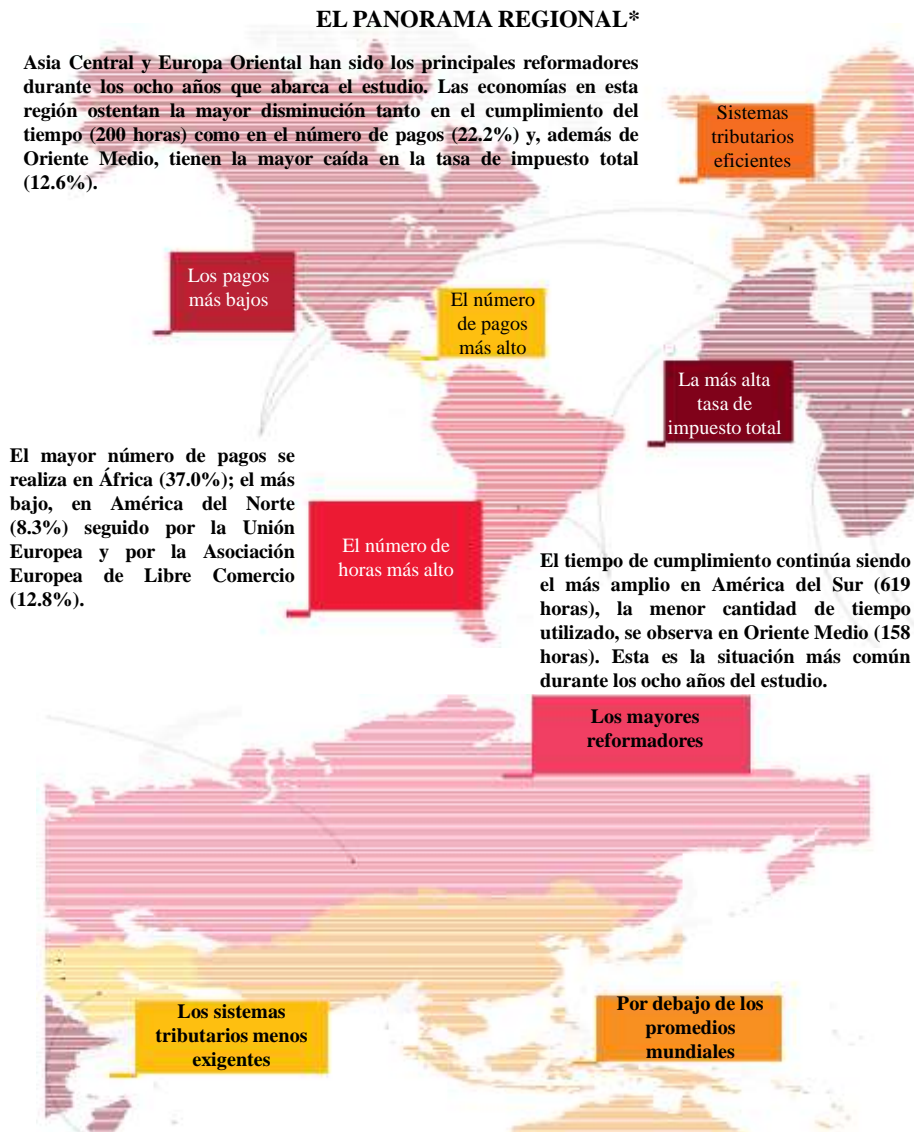 EL PANORAMA REGIONAL*
Asia Central y Europa Oriental han sido los principales reformadores
durante los ocho años que abarca el estudio. Las economías en esta
región ostentan la mayor disminución tanto en el cumplimiento del
tiempo (200 horas) como en el número de pagos (22.2%) y, además de
Oriente Medio, tienen la mayor caída en la tasa de impuesto total
(12.6%).
Sistemas
tributarios
eficientes
Los pagos
más bajos
El número
de pagos
más alto
La más alta
tasa de
impuesto total
El mayor número de pagos se
realiza en África (37.0%); el más
bajo, en América del Norte
(8.3%) seguido por la Unión
Europea y por la Asociación
Europea de Libre Comercio
(12.8%).
El número de
horas más alto
El tiempo de cumplimiento continúa siendo
el más amplio en América del Sur (619
horas), la menor cantidad de tiempo
utilizado, se observa en Oriente Medio (158
horas). Esta es la situación más común
durante los ocho años del estudio.
Los mayores
reformadores
Los sistemas
tributarios menos
exigentes
Por debajo de los
promedios
mundiales